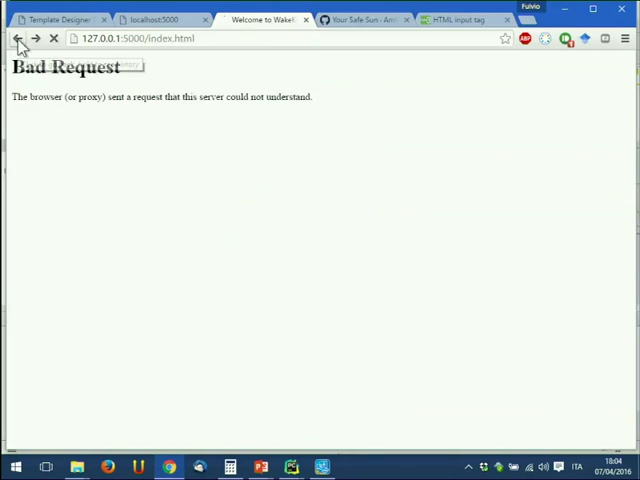 Fulvio
Template Designer
localhost:5000
Welcome to Wakel
Your Safe Sun - Am
HTML input tag
127.0.0.1:5000/index.html
Bad Request
The browser (or proxy) sent a request that this server could not understand.
ITA
18:04
07/04/2016